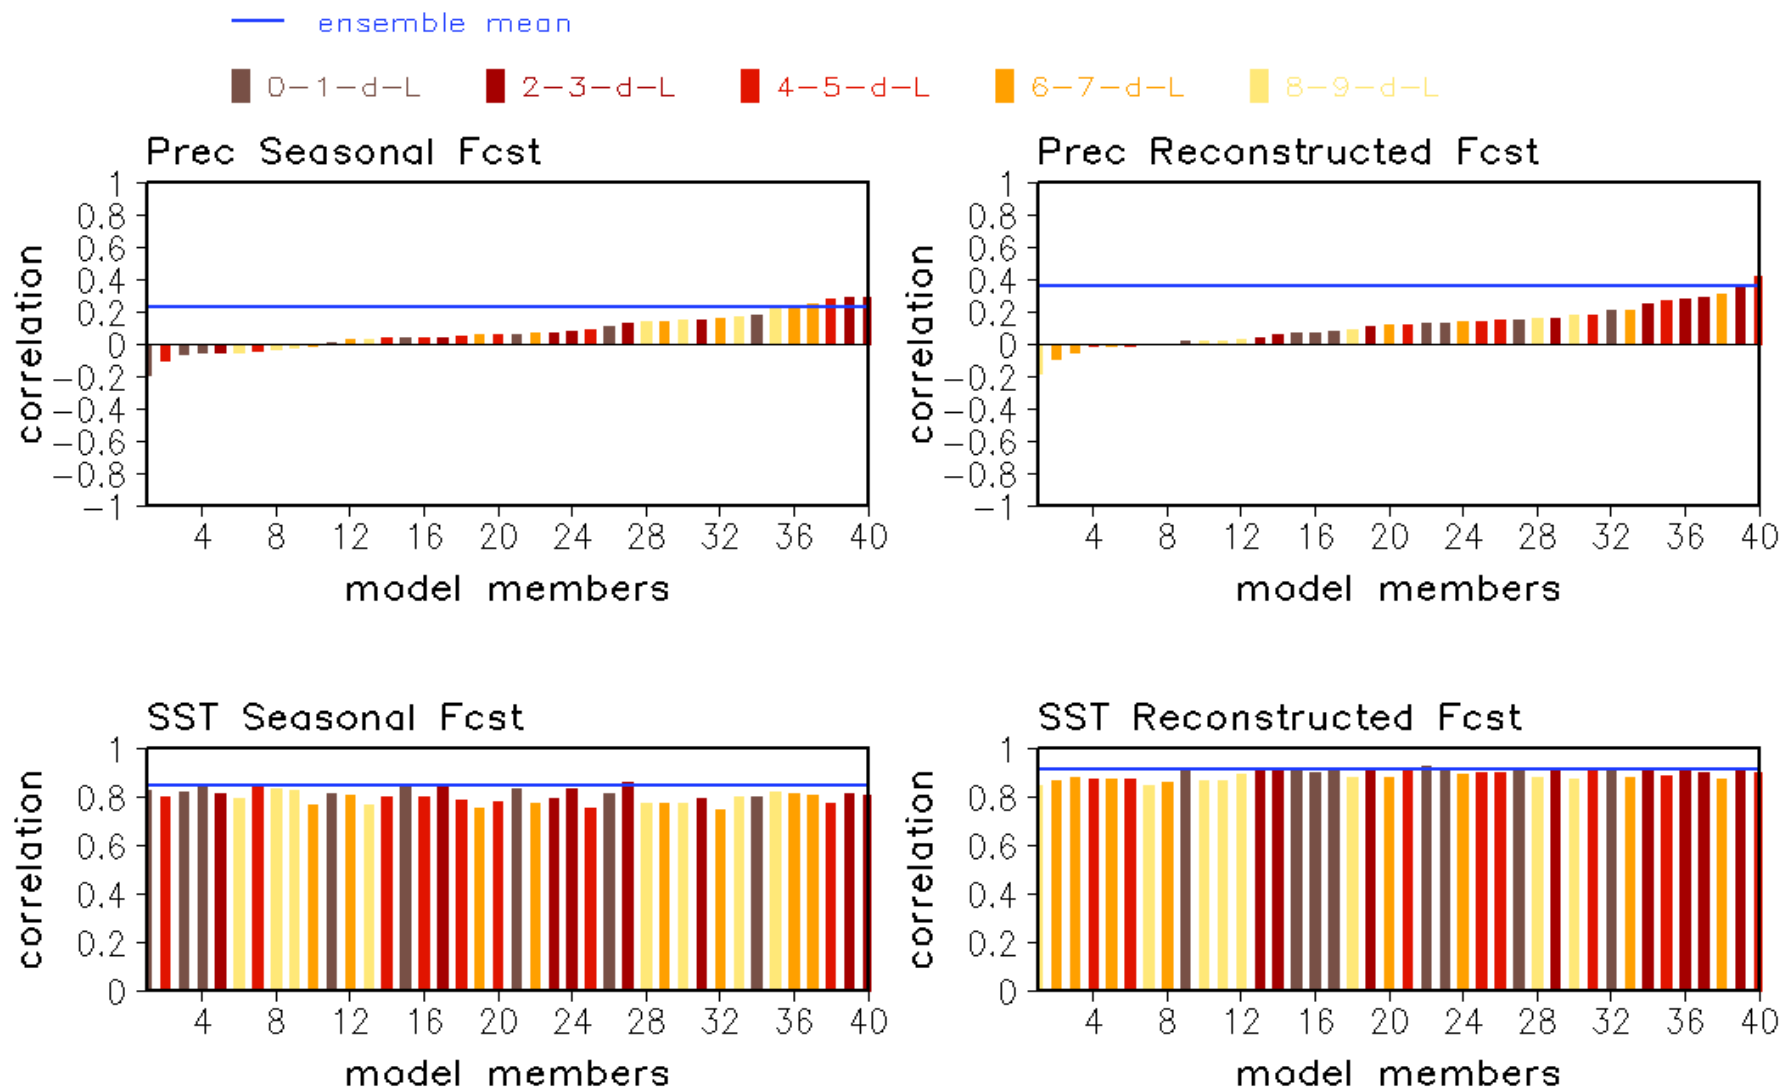 ensemble mean
0-1-d-L 2-3-d-L 4-5-d-L 6-7-d-L 8-9-d-L
Prec Seasonal Fcst
1
0.8
0.6
0.4
0.2
0
-0.2
-0.4
-0.6
-0.8
-1
correlation
4 8 12 16 20 24 28 32 36 40
model members
Prec Reconstructed Fcst
1
0.8
0.6
0.4
0.2
0
-0.2
-0.4
-0.6
-0.8
-1
correlation
4 8 12 16 20 24 28 32 36 40
model members
SST Seasonal Fcst
1
0.8
0.6
0.4
0.2
0
correlation
4 8 12 16 20 24 28 32 36 40
model members
SST Reconstructed Fcst
1
0.8
0.6
0.4
0.2
0
correlation
4 8 12 16 20 24 28 32 36 40
model members